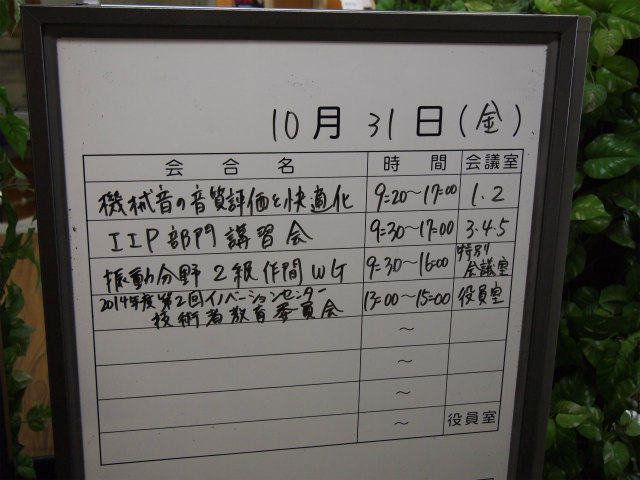 10月 31日(金)
会合名 時間 会議室
機械音の音質評価と快適化 9:20〜17:00 1.2
IIP部門講習会 9:30〜17:00 3.4.5
振動分野2級作問WG 9:30〜16:00 特別会議室
2014年度第2回イノベーションセンター
技術者教育委員会 13:00〜15:00 役員室
〜
〜
〜
〜 役員室